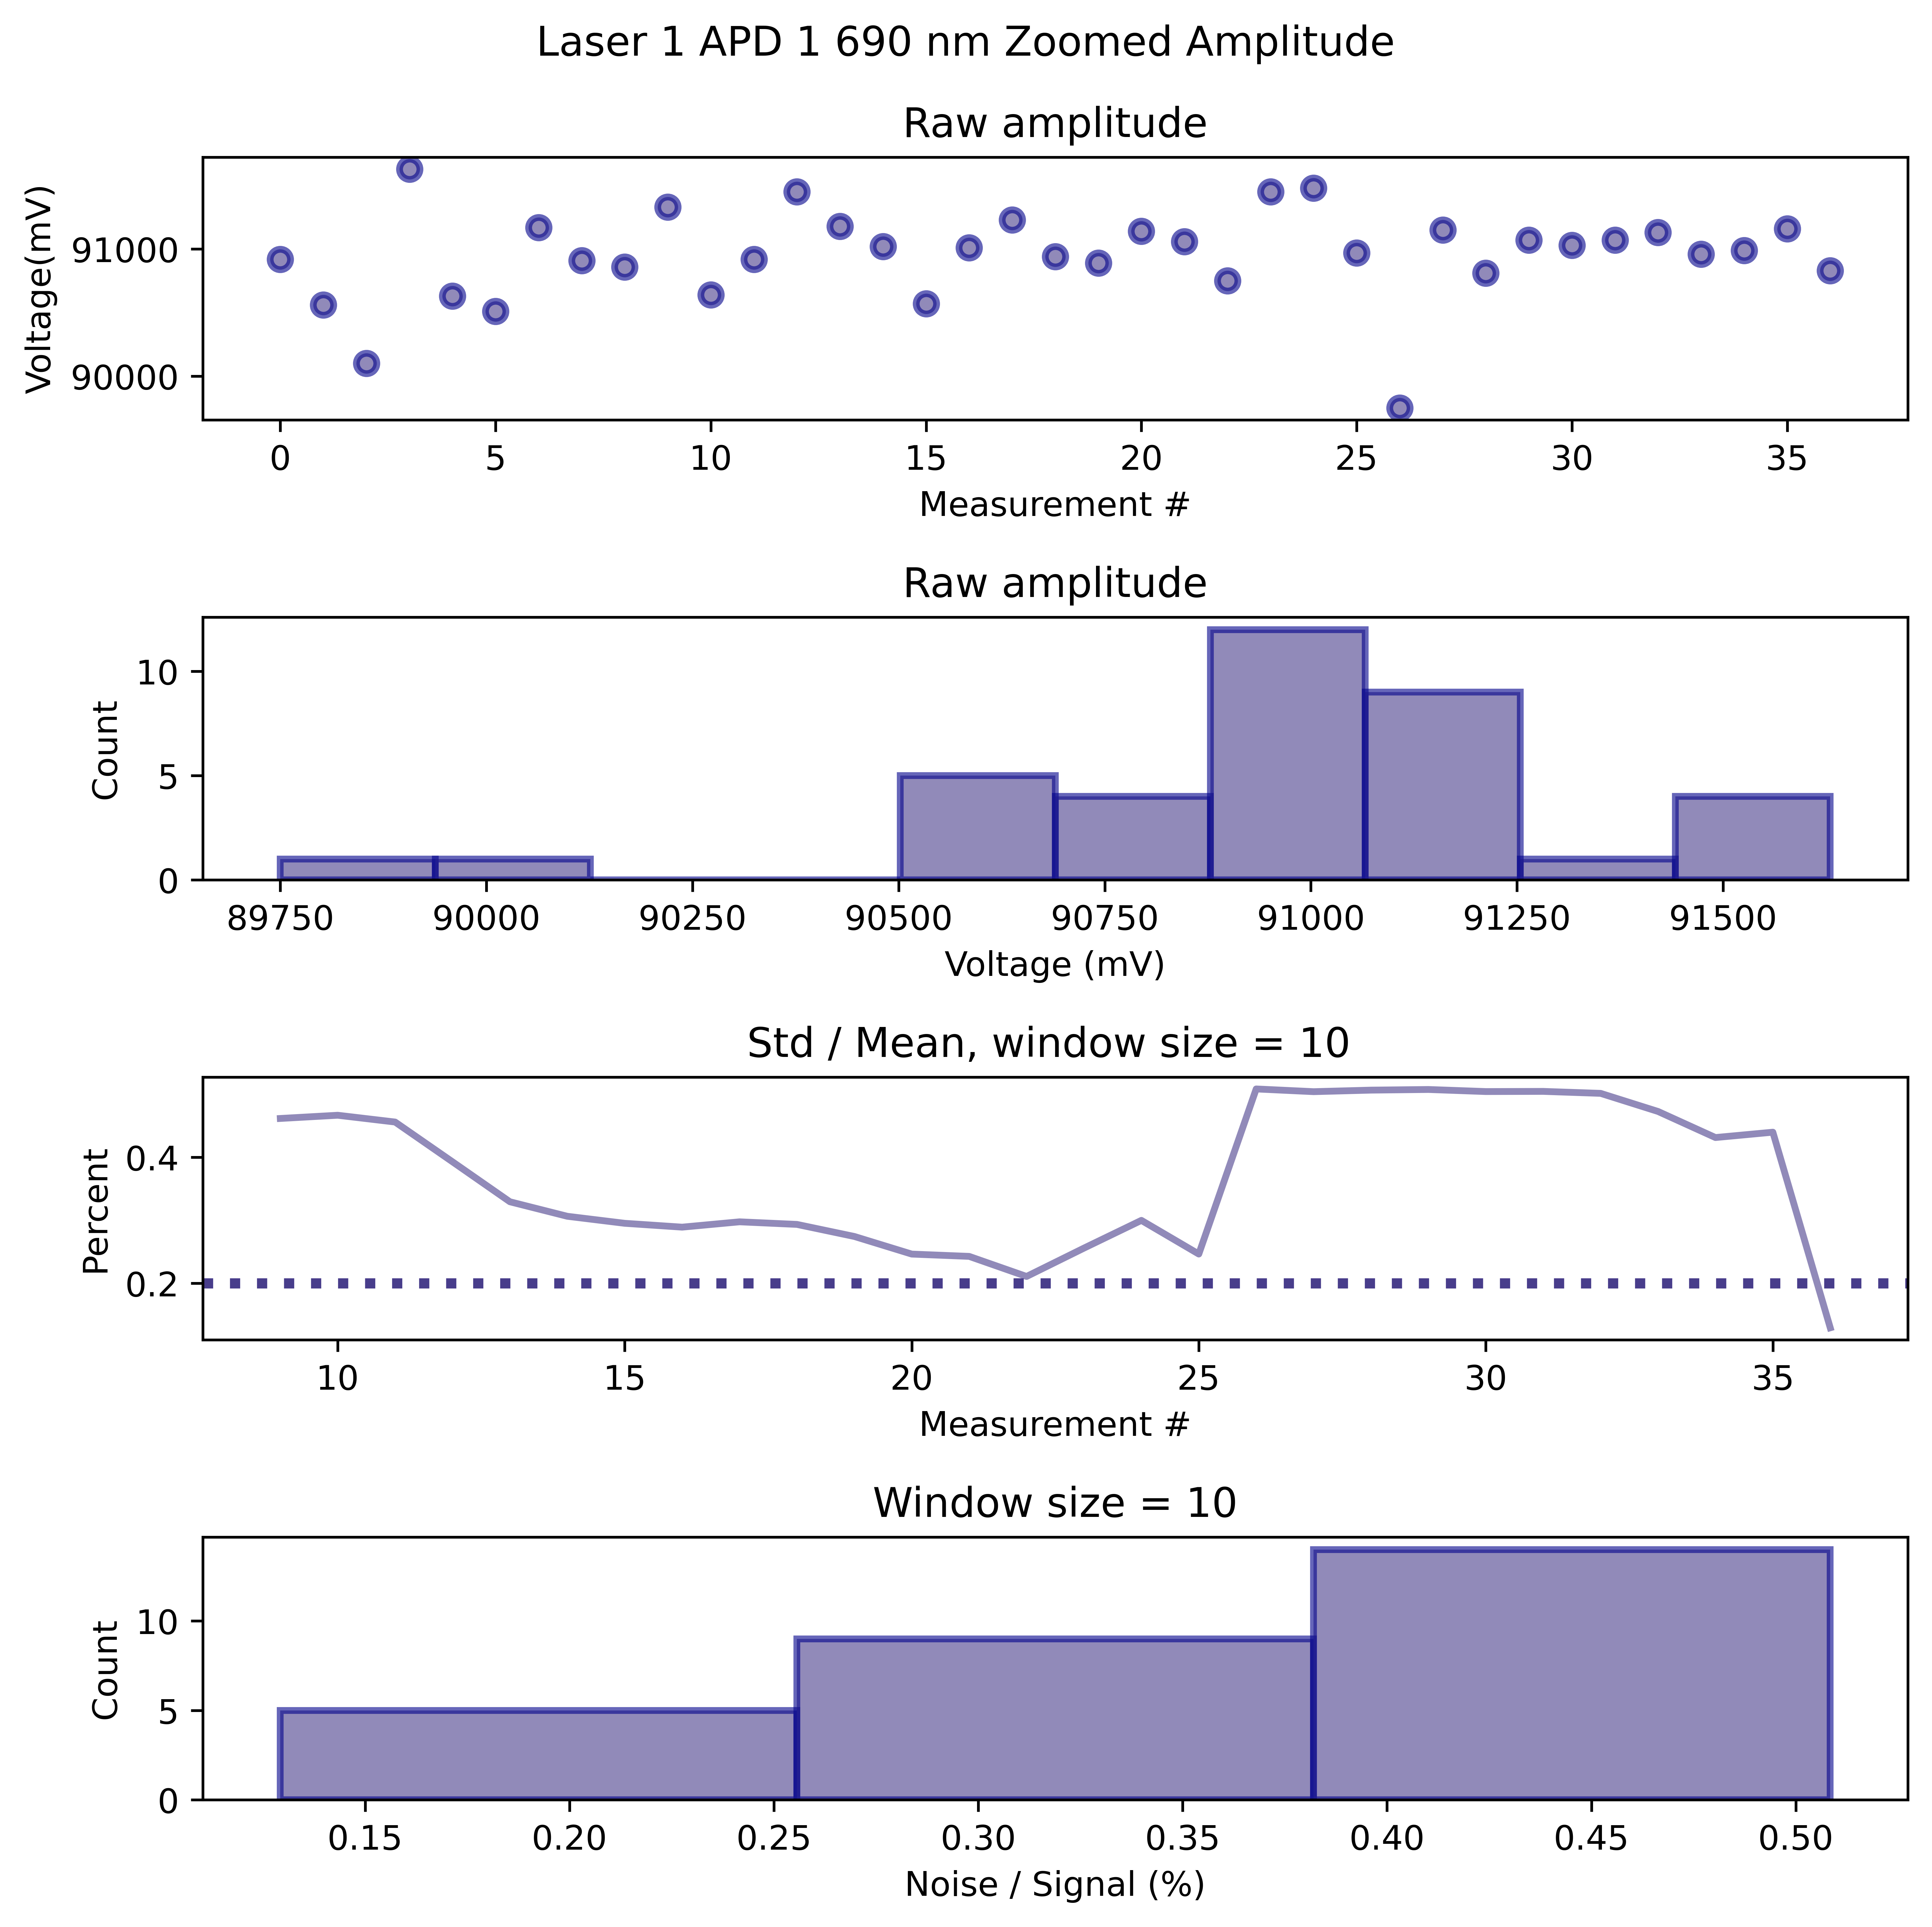 Laser 1 APD 1 690 nm Zoomed Amplitude
Raw amplitude
Voltage(mV)
91000
90000
0 5 10 15 20 25 30 35
Measurement #
Raw amplitude
Count
10
5
0
89750 90000 90250 90500 90750 91000 91250 91500
Voltage (mV)
Std / Mean, window size = 10
Percent
0.4
0.2
10 15 20 25 30 35
Measurement #
Window size = 10
Count
10
5
0
0.15 0.20 0.25 0.30 0.35 0.40 0.45 0.50
Noise / Signal (%)